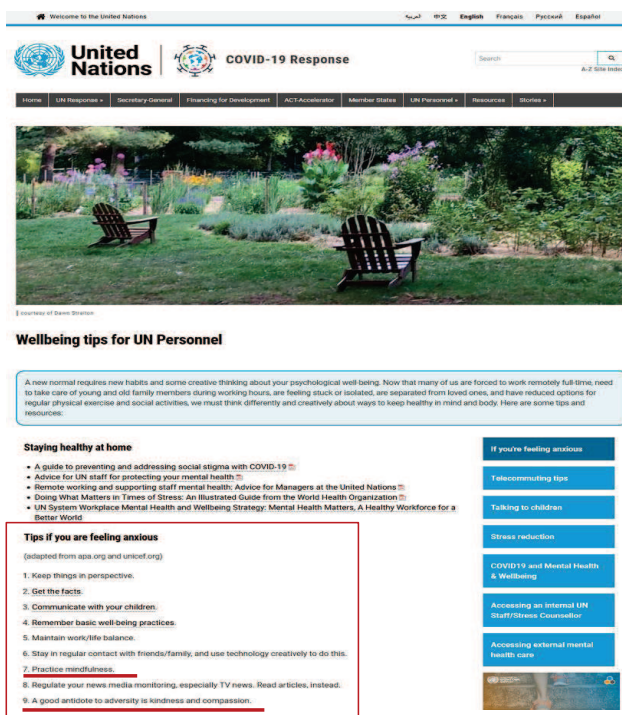 Welcome to the United Nations
العربية 中文 English Français Русский Español
United Nations
COVID-19 Response
Search
A-Z Site Index
Home UN Response » Secretary-General Financing for Development ACT-Accelerator Member States UN Personnel » Resources Stories »
courtesy of Dawn Straiton
Wellbeing tips for UN Personnel
A new normal requires new habits and some creative thinking about your psychological well-being. Now that many of us are forced to work remotely full-time, need
to take care of young and old family members during working hours, are feeling stuck or isolated, are separated from loved ones, and have reduced options for
regular physical exercise and social activities, we must think differently and creatively about ways to keep healthy in mind and body. Here are some tips and
resources:
Staying healthy at home
• A guide to preventing and addressing social stigma with COVID-19
• Advice for UN staff for protecting your mental health
• Remote working and supporting staff mental health: Advice for Managers at the United Nations
• Doing What Matters in Times of Stress: An Illustrated Guide from the World Health Organization
• UN System Workplace Mental Health and Wellbeing Strategy: Mental Health Matters, A Healthy Workforce for a
Better World
Tips if you are feeling anxious
(adapted from apa.org and unicef.org)
1. Keep things in perspective.
2. Get the facts.
3. Communicate with your children.
4. Remember basic well-being practices.
5. Maintain work/life balance.
6. Stay in regular contact with friends/family, and use technology creatively to do this.
7. Practice mindfulness.
8. Regulate your news media monitoring, especially TV news. Read articles, instead.
9. A good antidote to adversity is kindness and compassion.
If you're feeling anxious
Telecommuting tips
Talking to children
Stress reduction
COVID19 and Mental Health
& Wellbeing
Accessing an internal UN
Staff/Stress Counsellor
Accessing external mental
health care